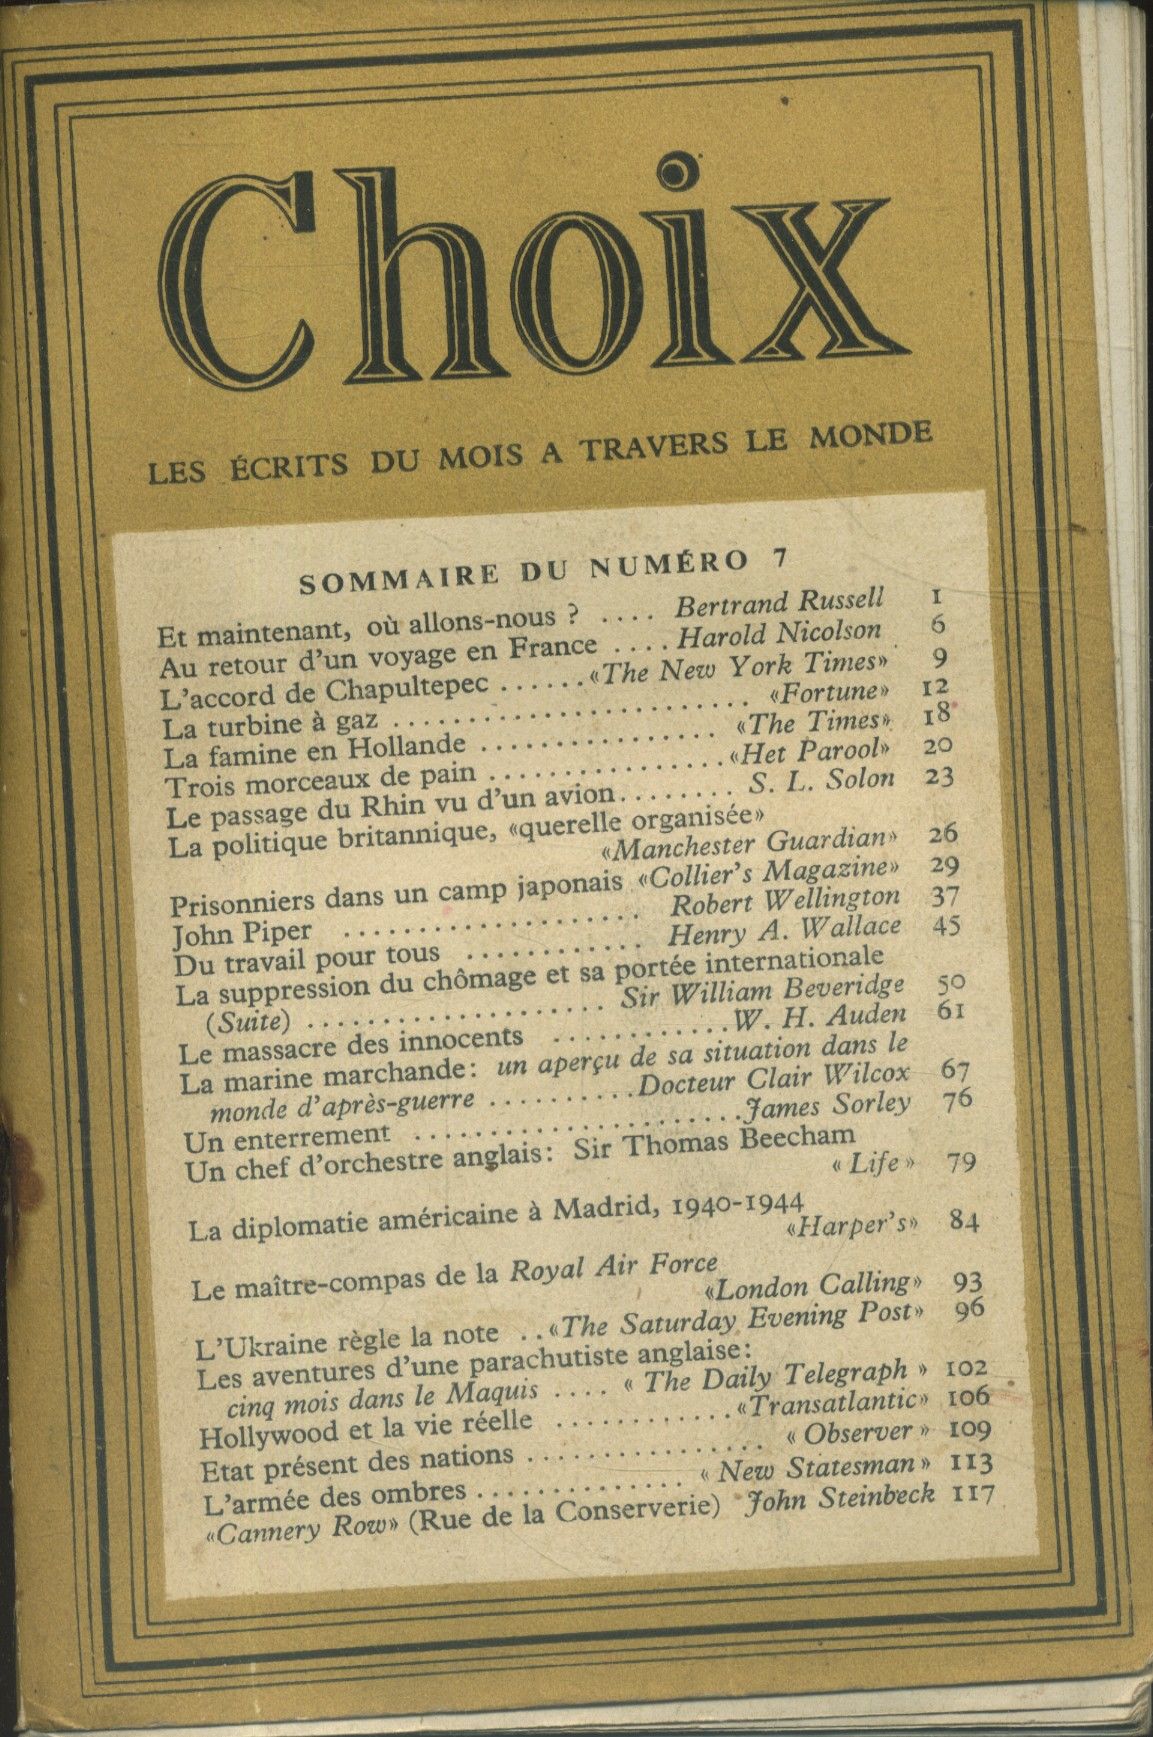 Choix
LES ÉCRITS DU MOIS A TRAVERS LE MONDE
SOMMAIRE DU NUMÉRO 7
Et maintenant, où allons-nous ? .... Bertrand Russell 1
Au retour d'un voyage en France .... Harold Nicolson 6
L'accord de Chapultepec ...... «The New York Times» 9
La turbine à gaz ........................ «Fortune» 12
La famine en Hollande ................ «The Times» 18
Trois morceaux de pain ................ «Het Parool» 20
Le passage du Rhin vu d'un avion........ S. L. Solon 23
La politique britannique, «querelle organisée»
«Manchester Guardian» 26
Prisonniers dans un camp japonais «Collier's Magazine» 29
John Piper .................... Robert Wellington 37
Du travail pour tous ............ Henry A. Wallace 45
La suppression du chômage et sa portée internationale
(Suite) .................... Sir William Beveridge 50
Le massacre des innocents ............ W. H. Auden 61
La marine marchande: un aperçu de sa situation dans le
monde d'après-guerre .......... Docteur Clair Wilcox 67
Un enterrement ...................... James Sorley 76
Un chef d'orchestre anglais: Sir Thomas Beecham
« Life » 79
La diplomatie américaine à Madrid, 1940-1944
«Harper's» 84
Le maître-compas de la Royal Air Force
«London Calling» 93
L'Ukraine règle la note .. «The Saturday Evening Post» 96
Les aventures d'une parachutiste anglaise:
cinq mois dans le Maquis .... « The Daily Telegraph » 102
Hollywood et la vie réelle ............ «Transatlantic» 106
Etat présent des nations ................ « Observer » 109
L'armée des ombres .............. « New Statesman » 113
«Cannery Row» (Rue de la Conserverie) John Steinbeck 117